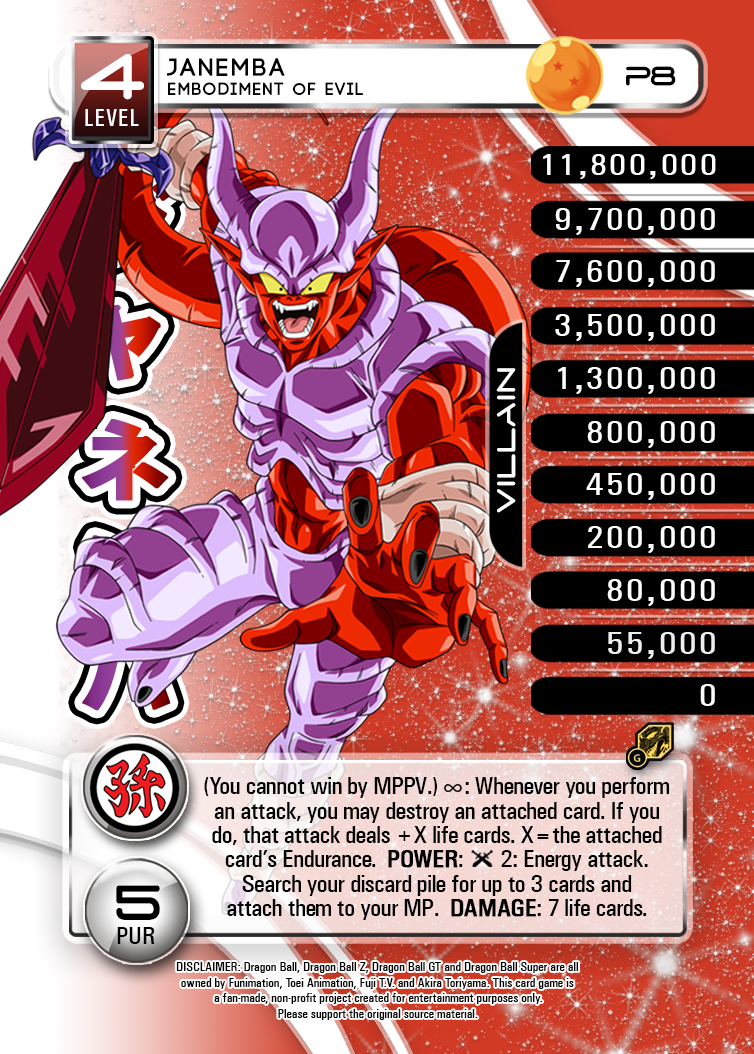 4
LEVEL
JANEMBA
EMBODIMENT OF EVIL
P8
11,800,000
9,700,000
7,600,000
3,500,000
1,300,000
800,000
450,000
200,000
80,000
55,000
0
VILLAIN
ネ
孫
G
5
PUR
(You cannot win by MPPV.) ∞: Whenever you perform
an attack, you may destroy an attached card. If you
do, that attack deals +X life cards. X = the attached
card's Endurance. POWER: 2: Energy attack.
Search your discard pile for up to 3 cards and
attach them to your MP. DAMAGE: 7 life cards.
DISCLAIMER: Dragon Ball, Dragon Ball Z, Dragon Ball GT and Dragon Ball Super are all
owned by Funimation, Toei Animation, Fuji T.V. and Akira Toriyama. This card game is
a fan-made, non-profit project created for entertainment purposes only.
Please support the original source material.